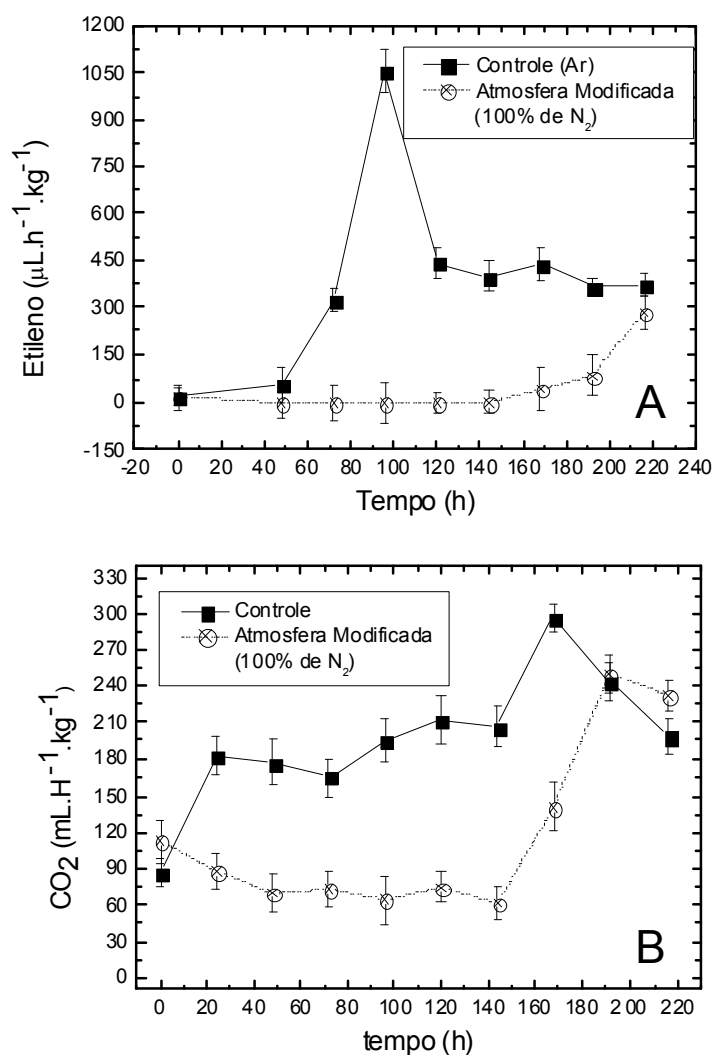 1200
1050
900
750
600
450
300
150
0
-150
Etileno (μL.h⁻¹.kg⁻¹)
Controle (Ar)
Atmosfera Modificada
(100% de N₂)
A
-20 0 20 40 60 80 100 120 140 160 180 200 220 240
Tempo (h)
330
300
270
240
210
180
150
120
90
60
30
0
CO₂ (mL.H⁻¹.kg⁻¹)
Controle
Atmosfera Modificada
(100% de N₂)
B
0 20 40 60 80 100 120 140 160 180 200 220
tempo (h)